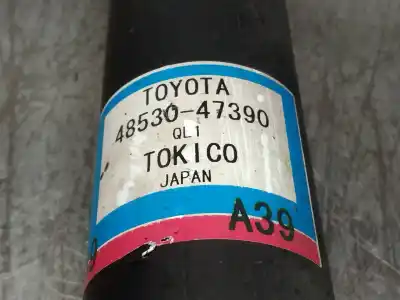 TOYOTA
48530-47390
QL1
TOKICO
JAPAN
A39